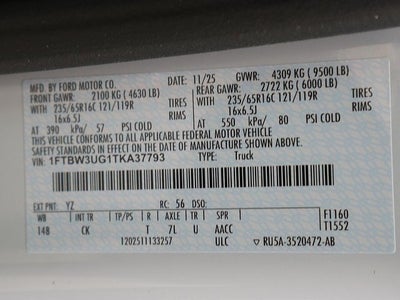 MFD. BY FORD MOTOR CO. 11/25 GVWR: 4309 KG (9500 LB)
FRONT GAWR: 2100 KG (4630 LB) REAR GAWR: 2722 KG (6000 LB)
WITH 235/65R16C 121/119R TIRES WITH 235/65R16C 121/119R TIRES
16x6.5J RIMS 16x6.5J RIMS
AT 390 kPa/ 57 PSI COLD AT 550 kPa/ 80 PSI COLD
THIS VEHICLE CONFORMS TO ALL APPLICABLE FEDERAL MOTOR VEHICLE
SAFETY STANDARDS IN EFFECT ON THE DATE OF MANUFACTURE SHOWN ABOVE.
VIN: 1FTBW3UG1TKA37793 TYPE: Truck
EXT PNT: YZ RC: 56 DSO:
WB INT TR TP/PS R AXLE TR SPR F1160
148 CK T 7L U AACC T1552
1202511133257 ULC RU5A-3520472-AB